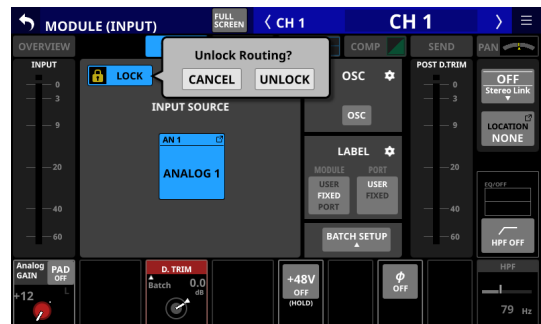 MODULE (INPUT)
FULL
SCREEN
CH 1
CH 1
OVERVIEW
COMP
SEND
PAN
Unlock Routing?
CANCEL
UNLOCK
LOCK
INPUT
0
3
9
20
40
60
INPUT SOURCE
AN 1
ANALOG 1
OSC
OSC
LABEL
MODULE
PORT
USER
FIXED
PORT
USER
FIXED
BATCH SETUP
POST D.TRIM
0
3
9
20
40
60
OFF
Stereo Link
LOCATION
NONE
EQ/OFF
HPF OFF
Analog
GAIN
PAD
OFF
+12
L
D. TRIM
Batch
0.0
dB
+48V
OFF
(HOLD)
φ
OFF
HPF
79 Hz